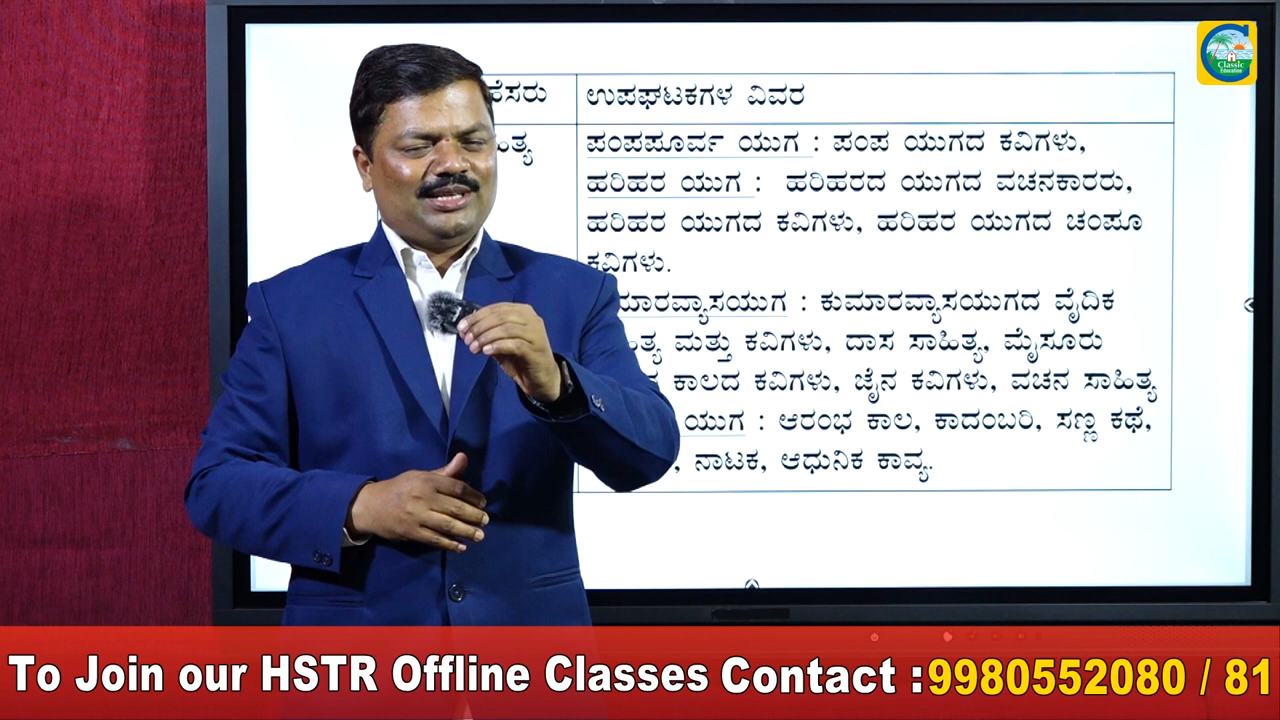 Classic
Education
ಉಪಘಟಕಗಳ ವಿವರ
ಪಂಪಪೂರ್ವ ಯುಗ : ಪಂಪ ಯುಗದ ಕವಿಗಳು,
ಹರಿಹರ ಯುಗ : ಹರಿಹರದ ಯುಗದ ವಚನಕಾರರು,
ಹರಿಹರ ಯುಗದ ಕವಿಗಳು, ಹರಿಹರ ಯುಗದ ಚಂಪೂ
ಕವಿಗಳು.
: ಕುಮಾರವ್ಯಾಸಯುಗದ ವೈದಿಕ
ಮತ್ತು ಕವಿಗಳು, ದಾಸ ಸಾಹಿತ್ಯ, ಮೈಸೂರು
ಕಾಲದ ಕವಿಗಳು, ಜೈನ ಕವಿಗಳು, ವಚನ ಸಾಹಿತ್ಯ
ಯುಗ : ಆರಂಭ ಕಾಲ, ಕಾದಂಬರಿ, ಸಣ್ಣ ಕಥೆ,
ನಾಟಕ, ಆಧುನಿಕ ಕಾವ್ಯ.
To Join our HSTR Offline Classes Contact : 9980552080 / 81